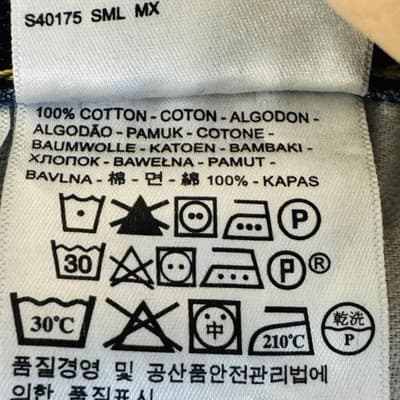 S40175 SML MX
100% COTTON - COTON - ALGODON -
ALGODÃO - PAMUK - COTONE -
BAUMWOLLE - KATOEN - BAMBAKI -
ХЛОПОК - BAWEŁNA - PAMUT -
BAVLNA - 棉 - 면 - 綿 100% - KAPAS
P
30 P ®
30°C 中 210°C 乾洗 P
품질경영 및 공산품안전관리법에
의한 품질표시